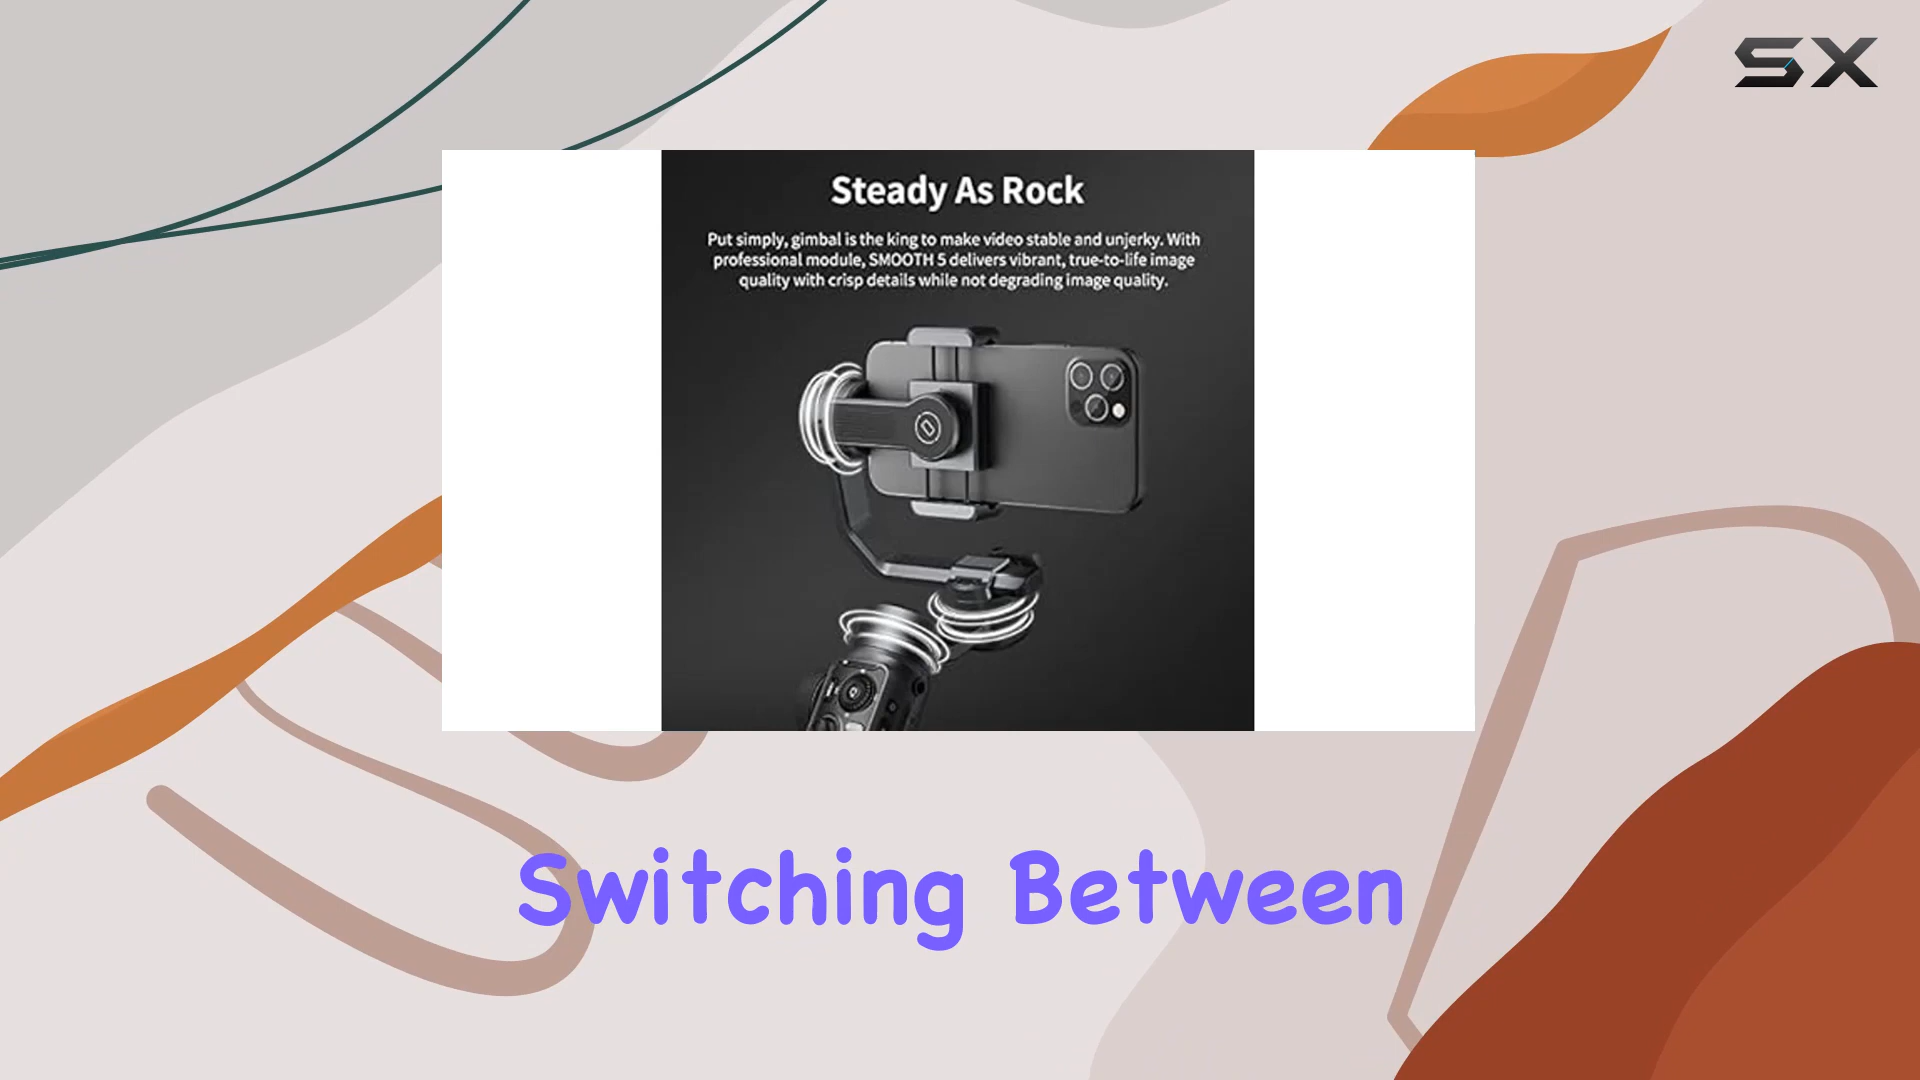 SX
Steady As Rock
Put simply, gimbal is the king to make video stable and unjerky. With
professional module, SMOOTH 5 delivers vibrant, true-to-life image
quality with crisp details while not degrading image quality.
Switching Between